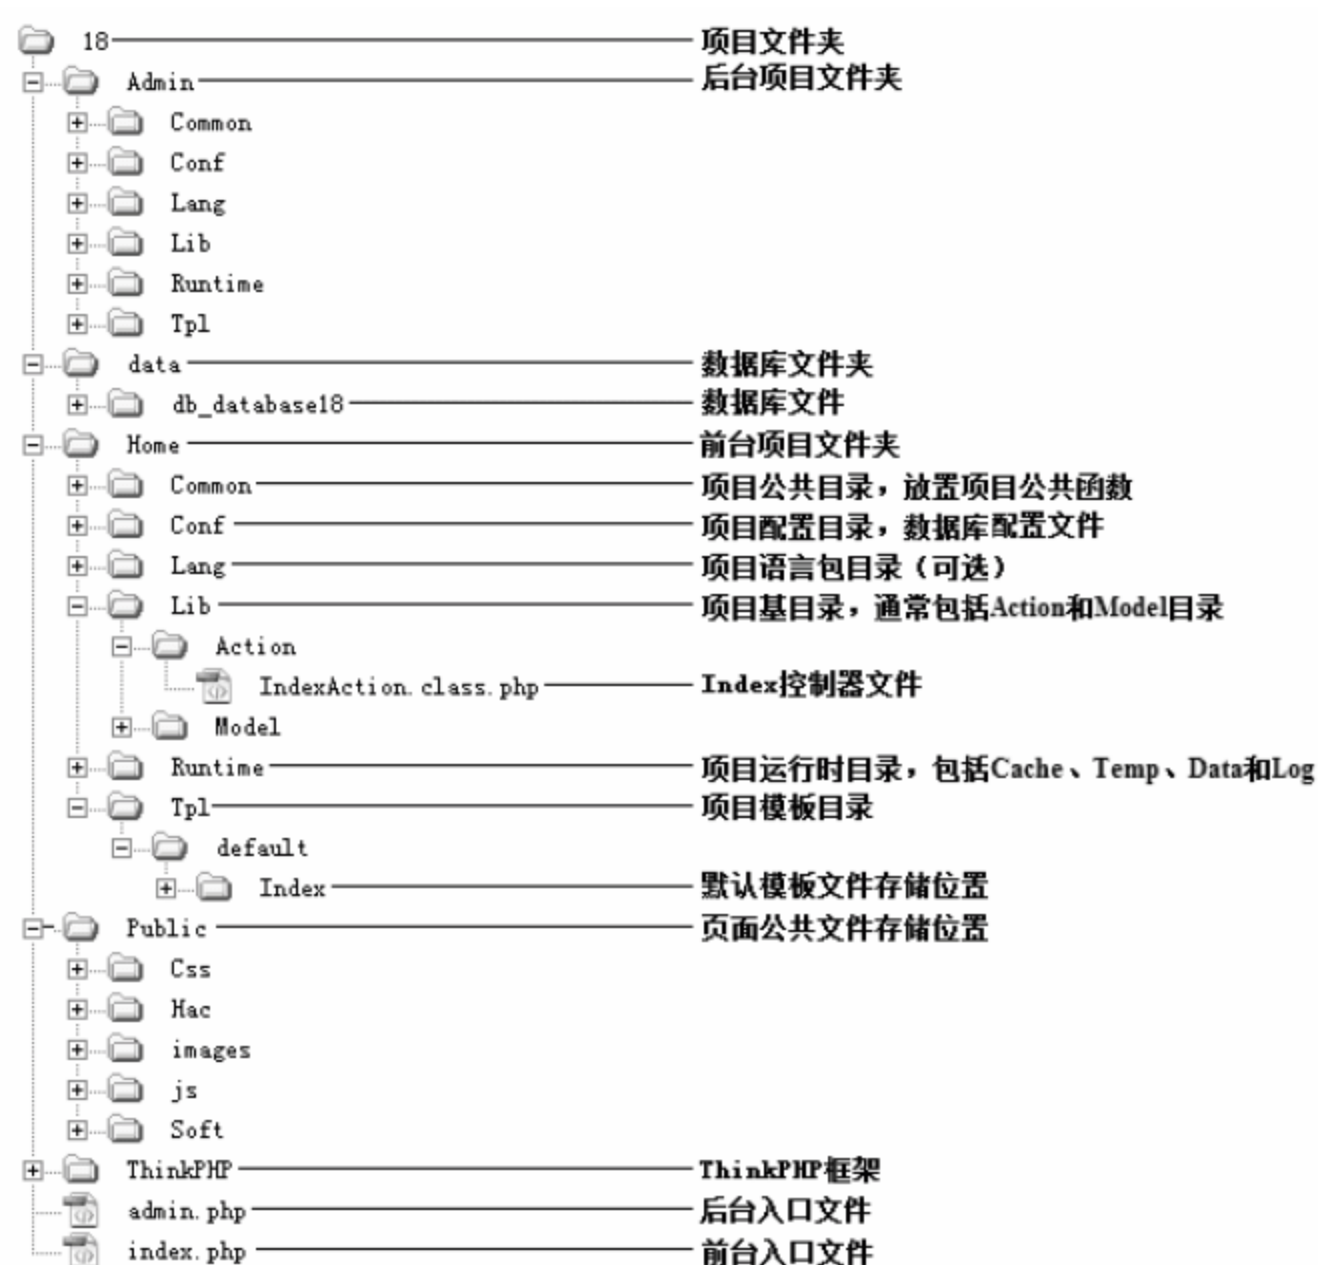 18 项目文件夹
Admin 后台项目文件夹
Common
Conf
Lang
Lib
Runtime
Tpl
data 数据库文件夹
db_database18 数据库文件
Home 前台项目文件夹
Common 项目公共目录，放置项目公共函数
Conf 项目配置目录，数据库配置文件
Lang 项目语言包目录（可选）
Lib 项目基目录，通常包括Action和Model目录
Action
IndexAction.class.php Index控制器文件
Model
Runtime 项目运行时目录，包括Cache、Temp、Data和Log
Tpl 项目模板目录
default
Index 默认模板文件存储位置
Public 页面公共文件存储位置
Css
Hac
images
js
Soft
ThinkPHP ThinkPHP框架
admin.php 后台入口文件
index.php 前台入口文件